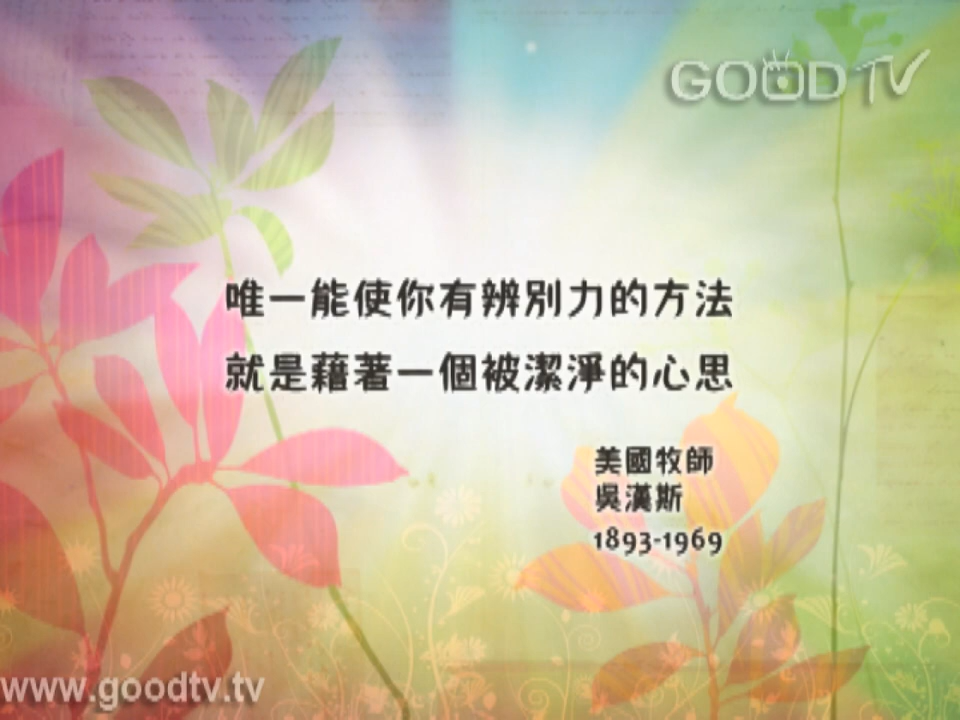 GOOD TV
唯一能使你有辨別力的方法
就是藉著一個被潔淨的心思
美國牧師
吳漢斯
1893-1969
www.goodtv.tv